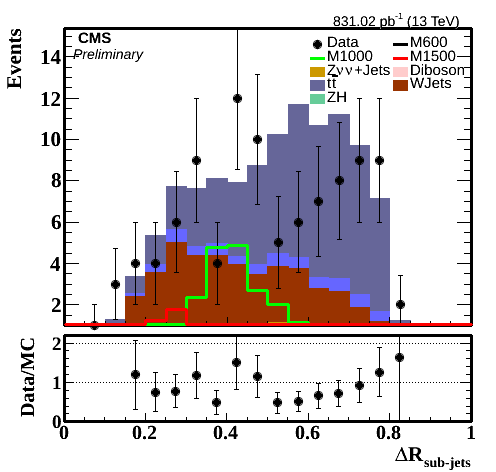 831.02 pb⁻¹ (13 TeV)
CMS
Preliminary
Data
M600
M1000
M1500
Zνν+Jets
Diboson
tt̄
WJets
ZH
Events
14
12
10
8
6
4
2
Data/MC
2
1
0
0
0.2
0.4
0.6
0.8
1
ΔR sub-jets